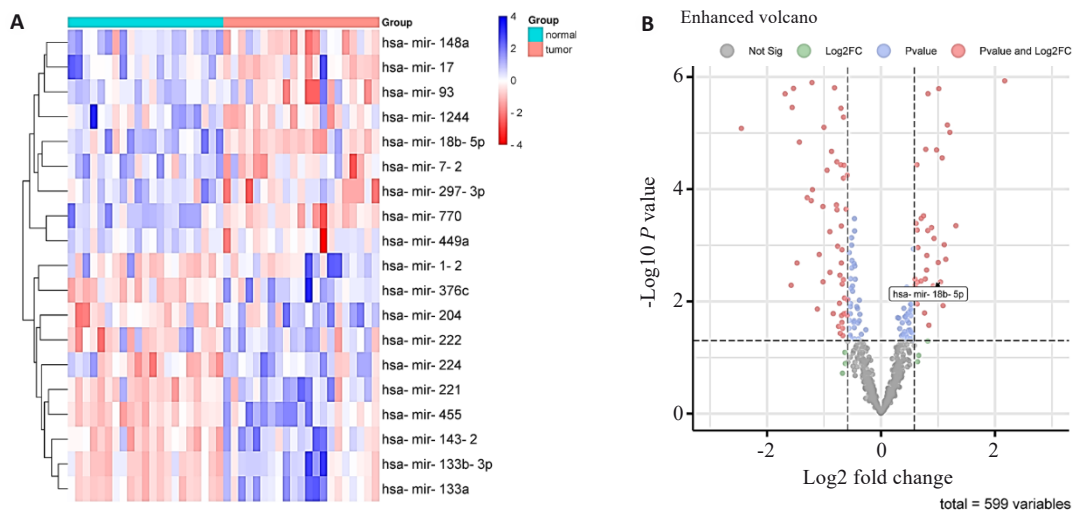 A
Group
normal
tumor
4
2
0
- 2
- 4
Group
hsa- mir- 148a
hsa- mir- 17
hsa- mir- 93
hsa- mir- 1244
hsa- mir- 18b- 5p
hsa- mir- 7- 2
hsa- mir- 297- 3p
hsa- mir- 770
hsa- mir- 449a
hsa- mir- 1- 2
hsa- mir- 376c
hsa- mir- 204
hsa- mir- 222
hsa- mir- 224
hsa- mir- 221
hsa- mir- 455
hsa- mir- 143- 2
hsa- mir- 133b- 3p
hsa- mir- 133a
B
Enhanced volcano
Not Sig Log2FC Pvalue Pvalue and Log2FC
-Log10 P value
6
4
2
0
hsa- mir- 18b- 5p
-2 0 2
Log2 fold change
total = 599 variables